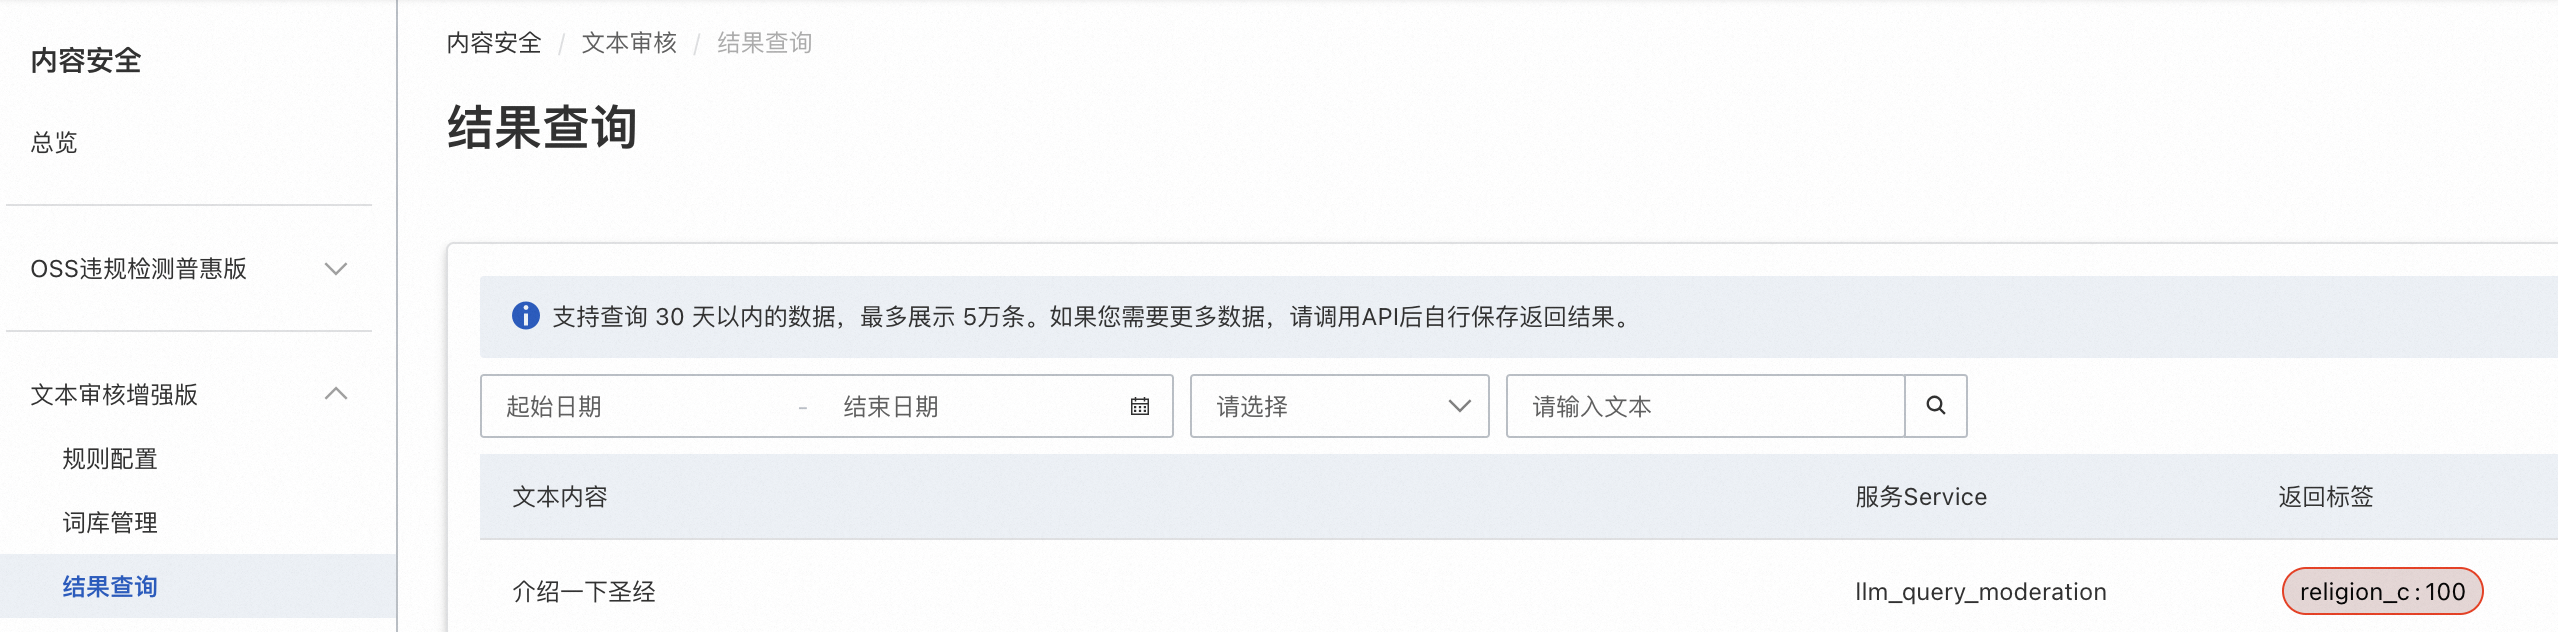 内容安全
总览
OSS违规检测普惠版
文本审核增强版
规则配置
词库管理
结果查询
内容安全 / 文本审核 / 结果查询
结果查询
支持查询 30 天以内的数据，最多展示 5万条。如果您需要更多数据，请调用API后自行保存返回结果。
起始日期 - 结束日期 请选择 请输入文本
文本内容 服务Service 返回标签
介绍一下圣经 llm_query_moderation religion_c : 100